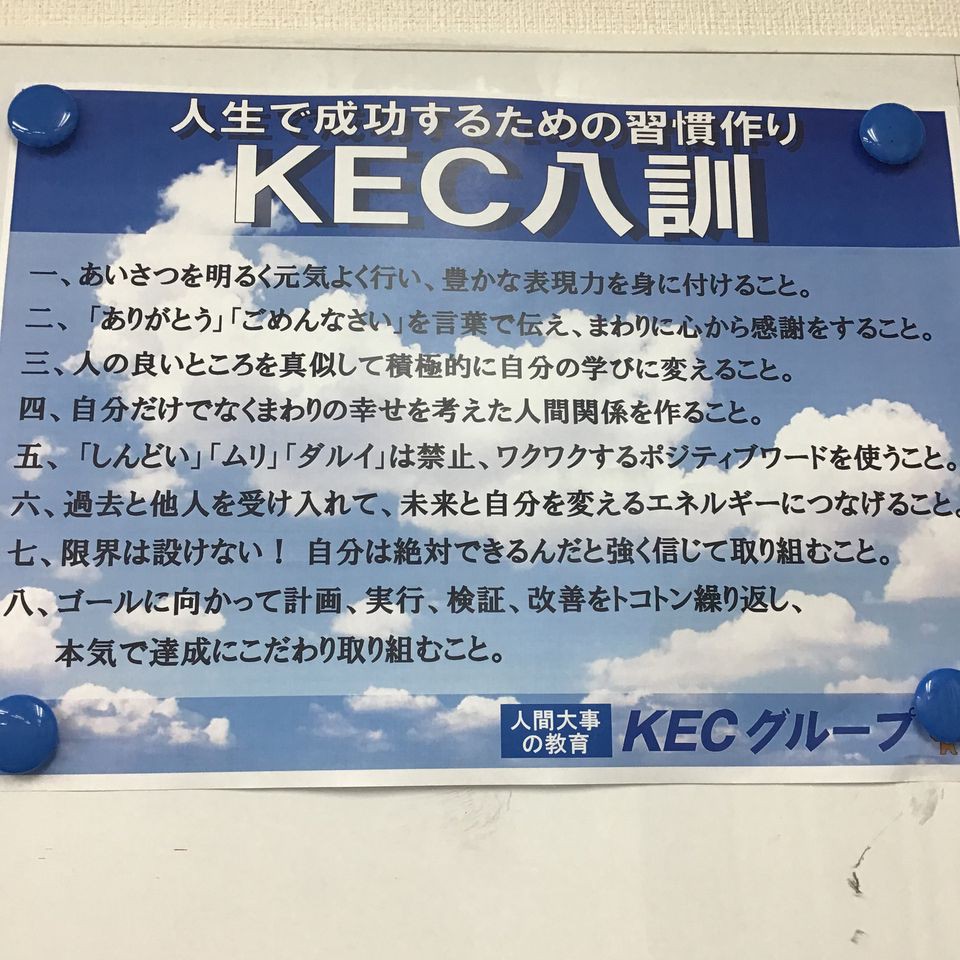 人生で成功するための習慣作り
KEC八訓
一、あいさつを明るく元気よく行い、豊かな表現力を身に付けること。
二、「ありがとう」「ごめんなさい」を言葉で伝え、まわりに心から感謝をすること。
三、人の良いところを真似して積極的に自分の学びに変えること。
四、自分だけでなくまわりの幸せを考えた人間関係を作ること。
五、「しんどい」「ムリ」「ダルイ」は禁止、ワクワクするポジティブワードを使うこと。
六、過去と他人を受け入れて、未来と自分を変えるエネルギーにつなげること。
七、限界は設けない！ 自分は絶対できるんだと強く信じて取り組むこと。
八、ゴールに向かって計画、実行、検証、改善をトコトン繰り返し、
本気で達成にこだわり取り組むこと。
人間大事
の教育
KECグループ